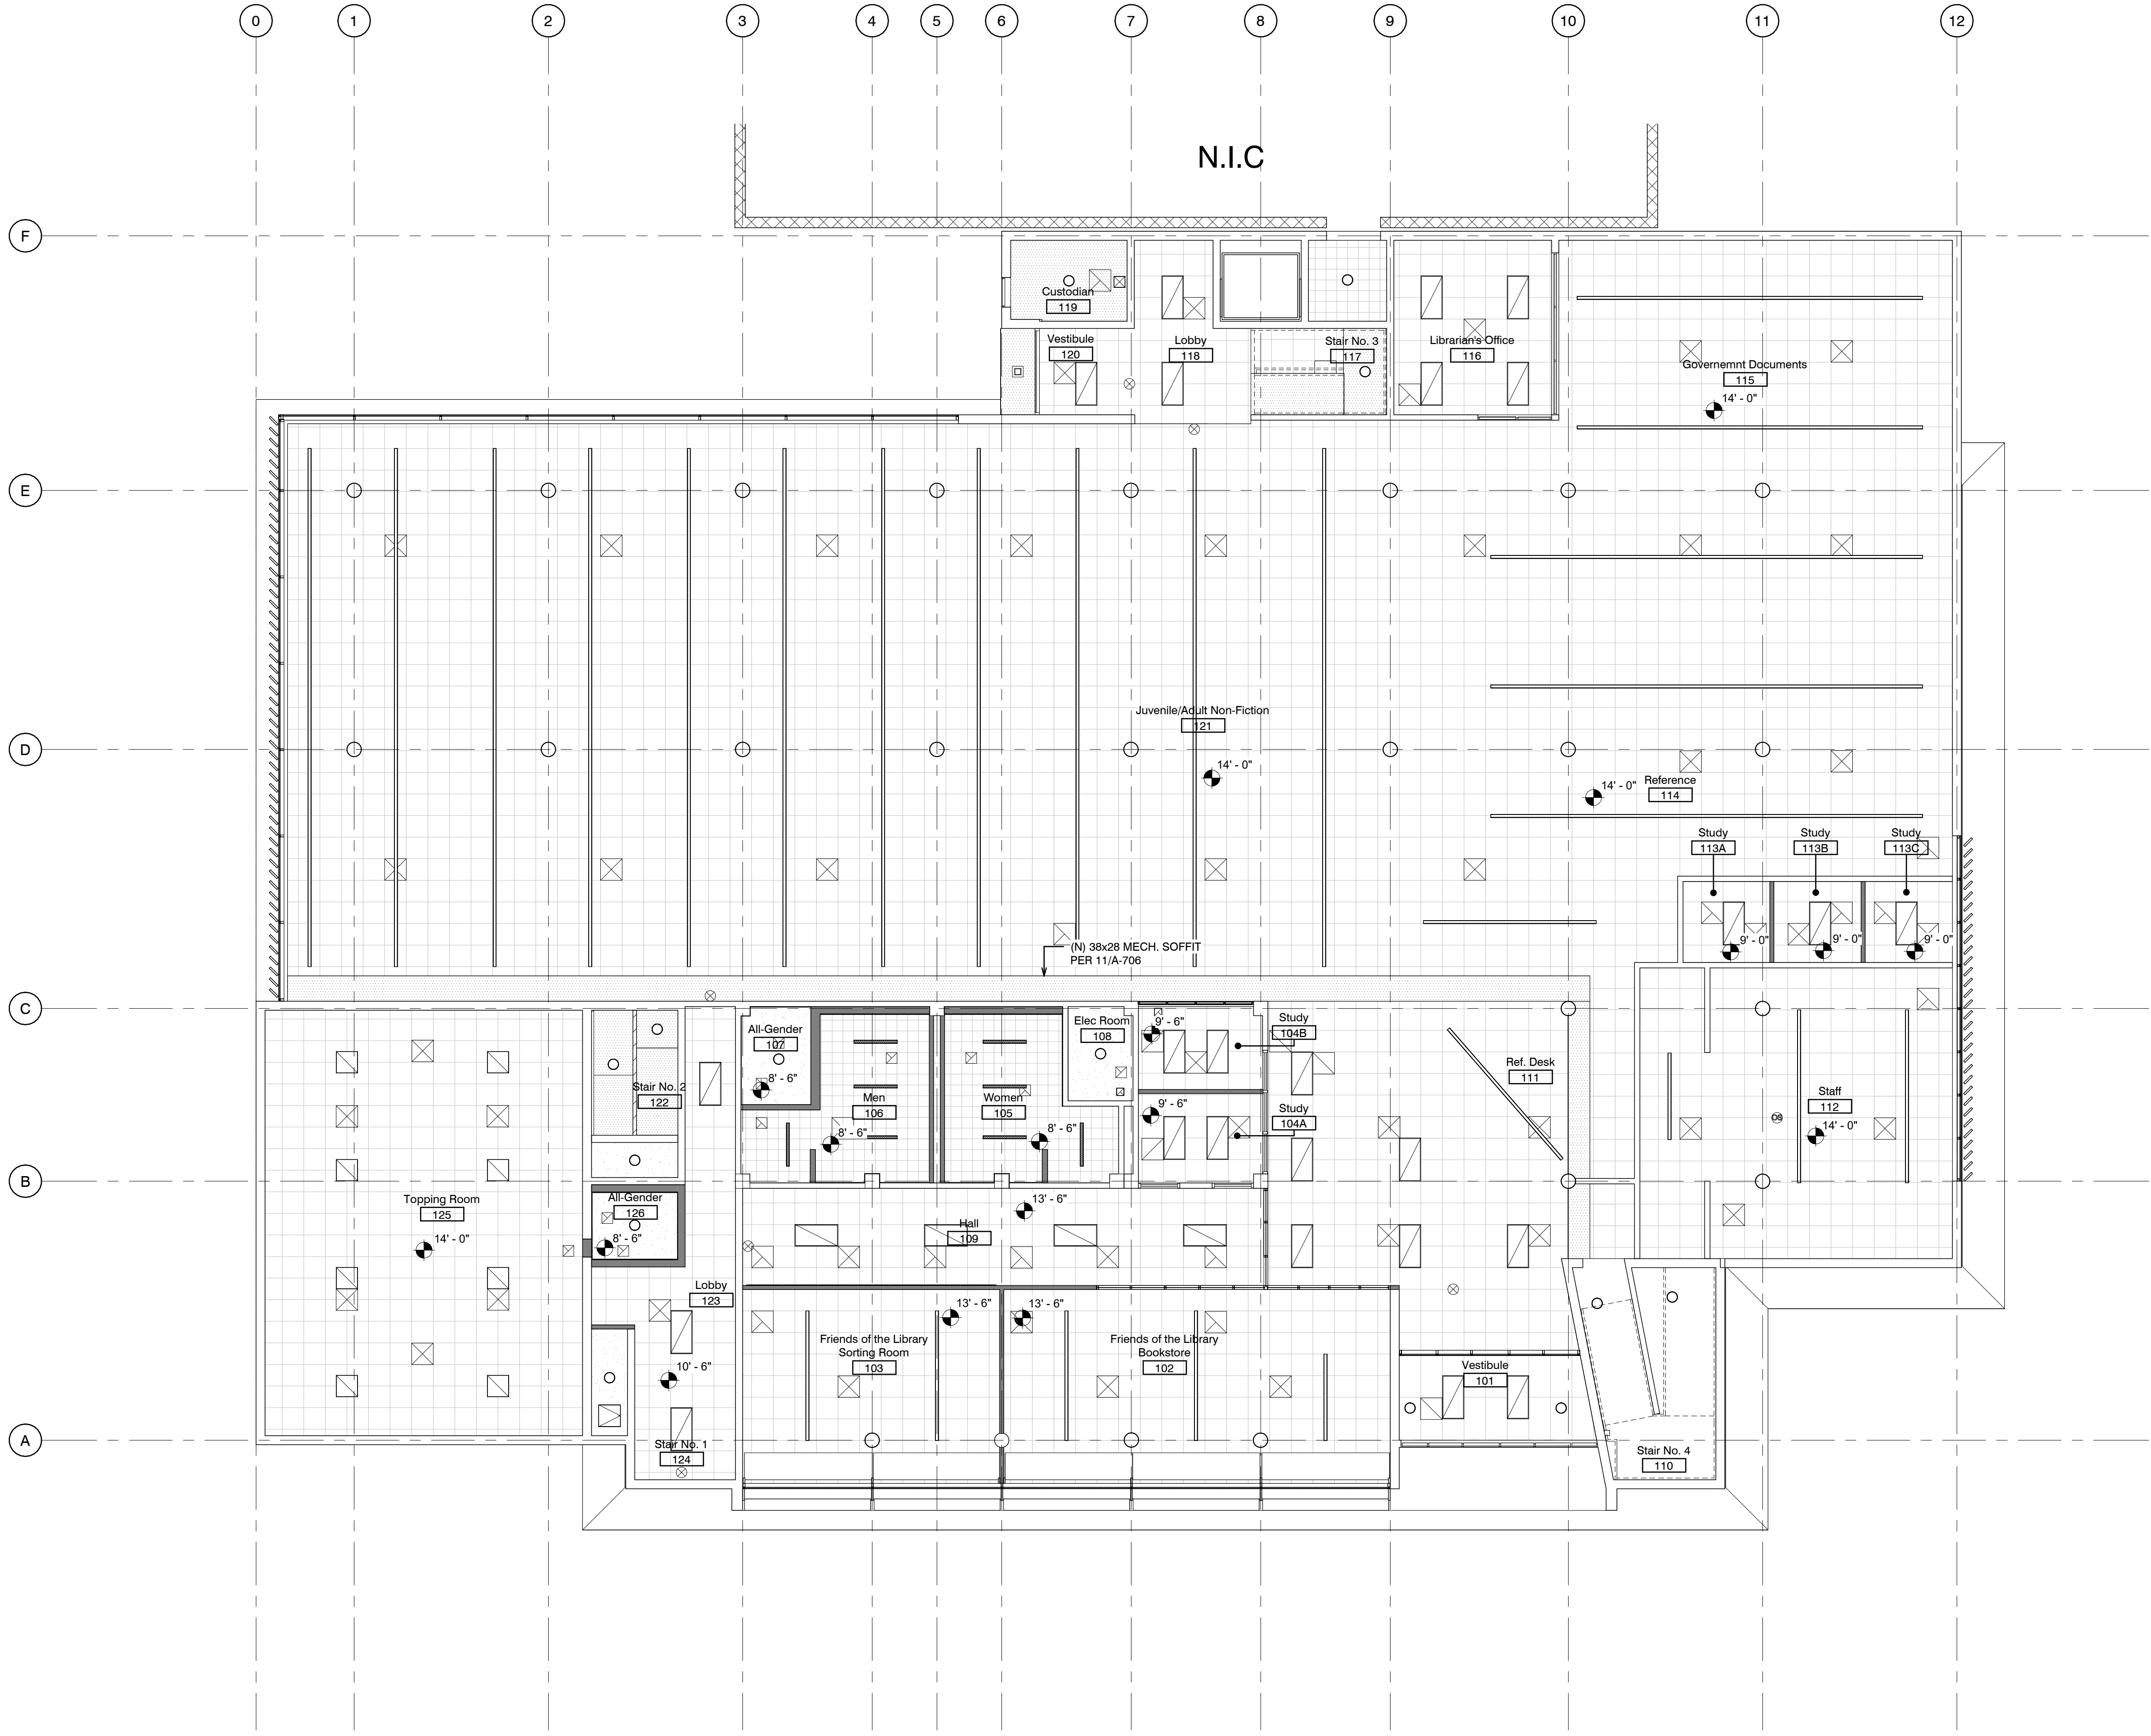 0 1 2 3 4 5 6 7 8 9 10 11 12
N.I.C
F
Custodian
119
Vestibule
120
Lobby
118
Stair No. 3
117
Librarian's Office
116
Governemnt Documents
115
14' - 0"
E
Juvenile/Adult Non-Fiction
121
D
14' - 0"
14' - 0"
Reference
114
Study
113A
Study
113B
Study
113C
9' - 0"
9' - 0"
9' - 0"
(N) 38x28 MECH. SOFFIT
PER 11/A-706
C
All-Gender
107
8' - 6"
Elec Room
108
9' - 6"
Study
104B
Ref. Desk
111
Stair No. 2
122
Men
106
8' - 6"
Women
105
8' - 6"
9' - 6"
Study
104A
Staff
112
OS
14' - 0"
B
Topping Room
125
14' - 0"
All-Gender
126
8' - 6"
13' - 6"
Hall
109
Lobby
123
10' - 6"
13' - 6"
13' - 6"
Friends of the Library
Sorting Room
103
Friends of the Library
Bookstore
102
Vestibule
101
A
Stair No. 1
124
Stair No. 4
110